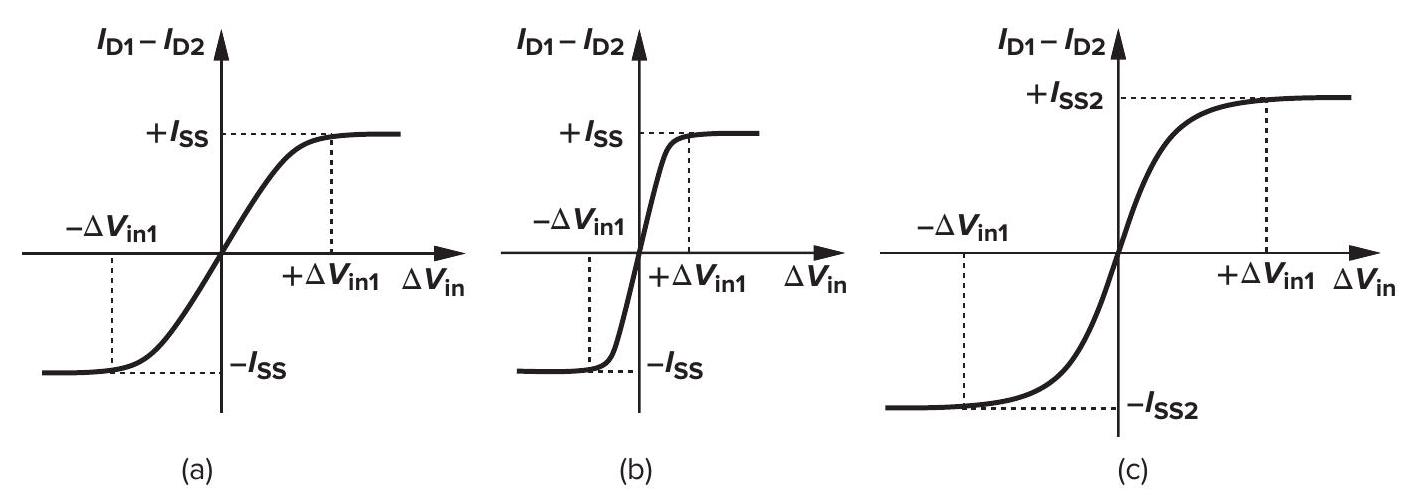 I_D1 – I_D2
+I_SS
–ΔV_in1
+ΔV_in1 ΔV_in
–I_SS
(a)
I_D1 – I_D2
+I_SS
–ΔV_in1
+ΔV_in1 ΔV_in
–I_SS
(b)
I_D1 – I_D2
+I_SS2
–ΔV_in1
+ΔV_in1 ΔV_in
–I_SS2
(c)